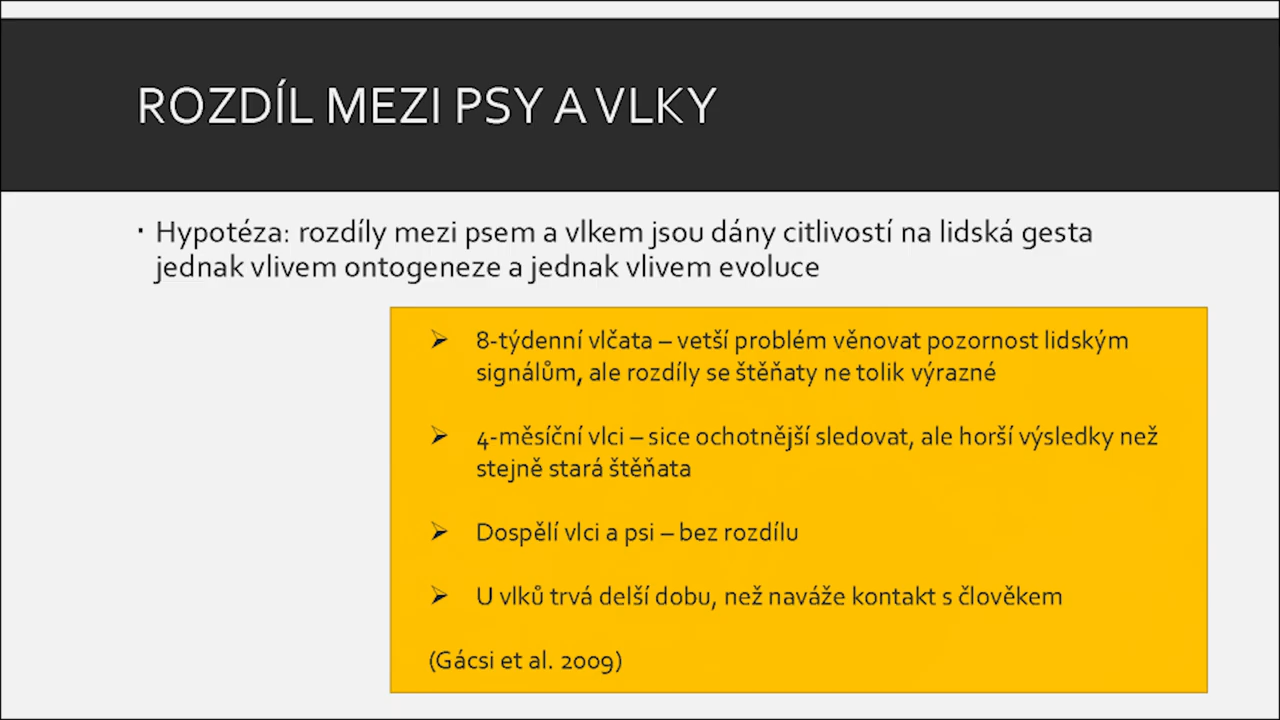 ROZDÍL MEZI PSY A VLKY
▪ Hypotéza: rozdíly mezi psem a vlkem jsou dány citlivostí na lidská gesta
jednak vlivem ontogeneze a jednak vlivem evoluce
➢ 8-týdenní vlčata – vetší problém věnovat pozornost lidským
signálům, ale rozdíly se štěňaty ne tolik výrazné
➢ 4-měsíční vlci – sice ochotnější sledovat, ale horší výsledky než
stejně stará štěňata
➢ Dospělí vlci a psi – bez rozdílu
➢ U vlků trvá delší dobu, než naváže kontakt s člověkem
(Gácsi et al. 2009)